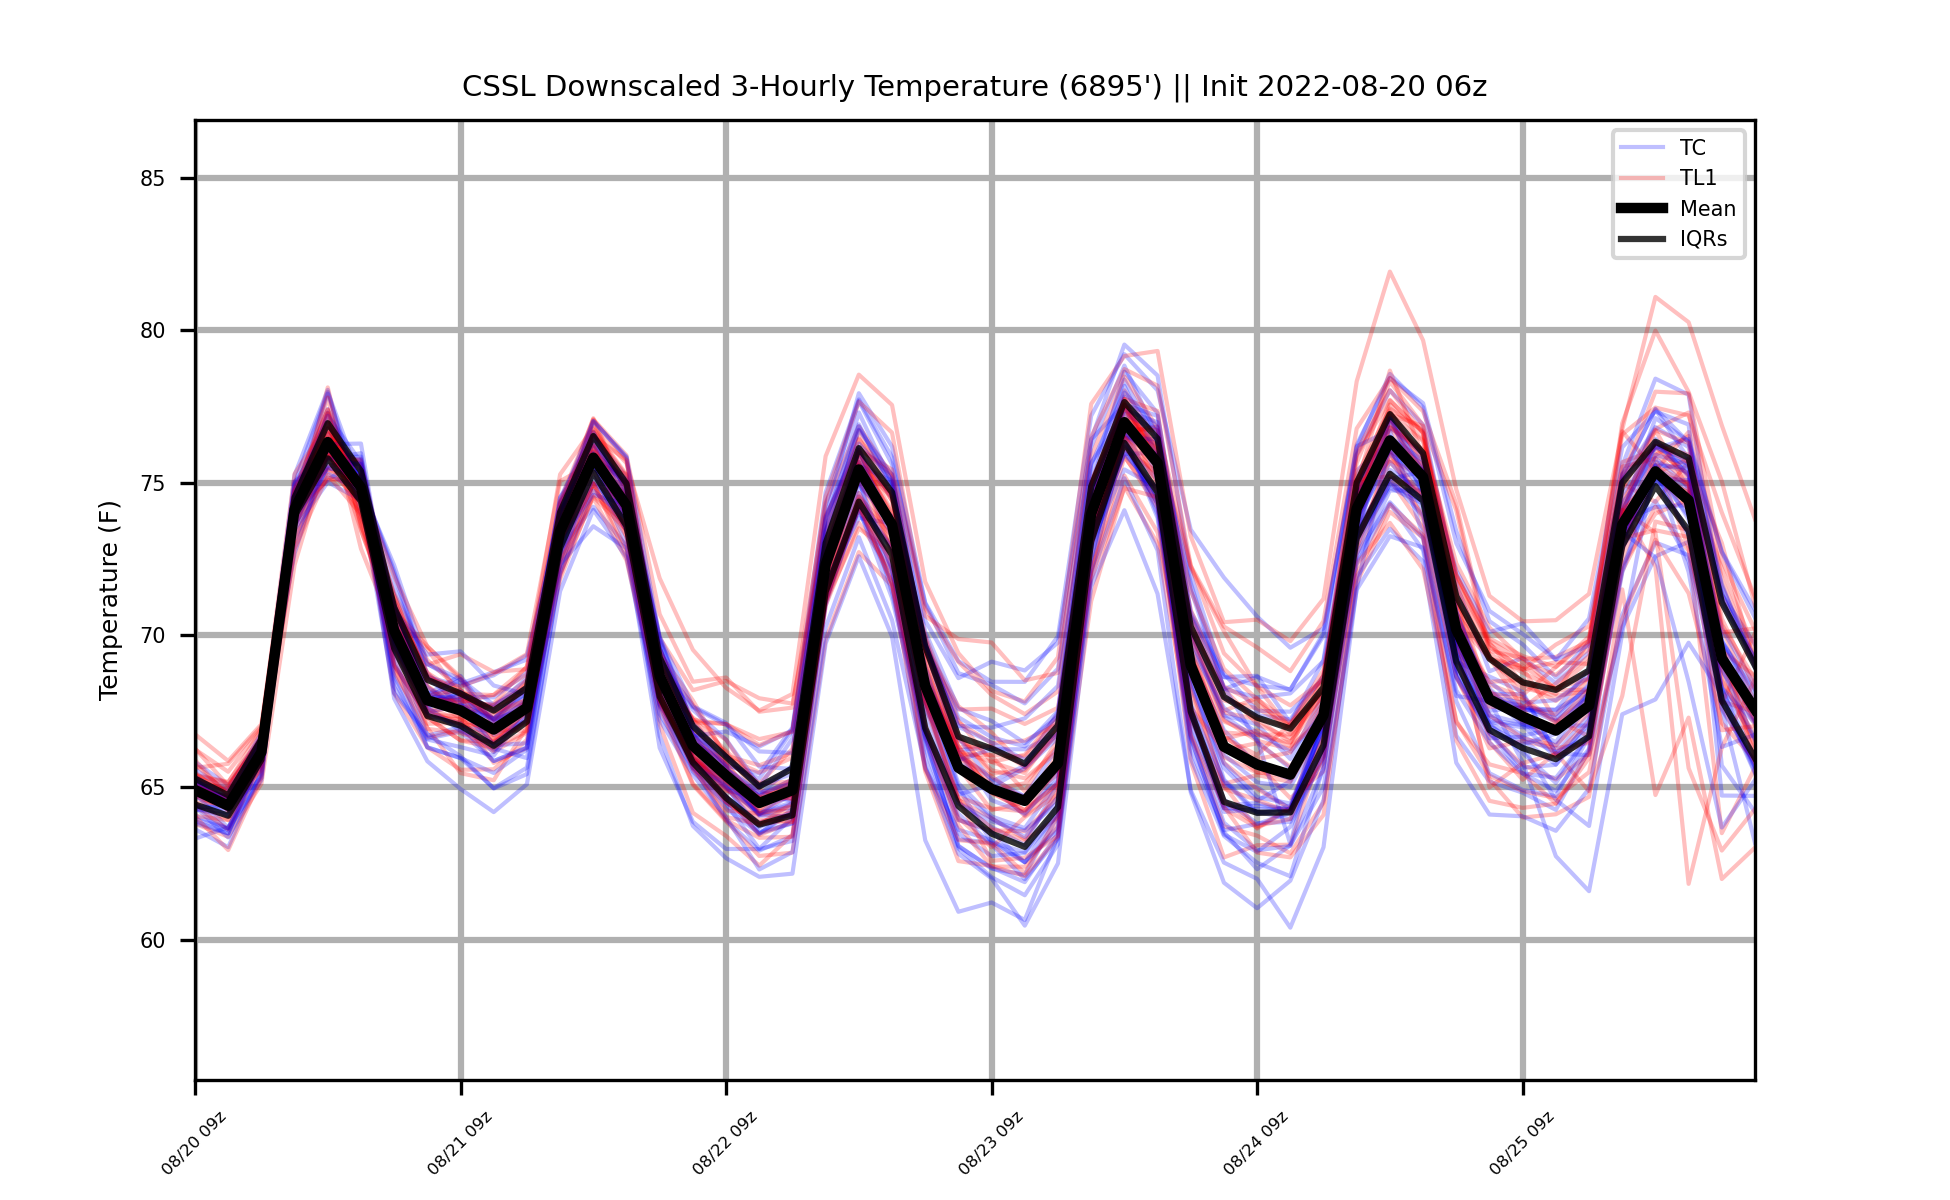 CSSL Downscaled 3-Hourly Temperature (6895') || Init 2022-08-20 06z
TC
TL1
Mean
IQRs
Temperature (F)
85
80
75
70
65
60
08/20 09z
08/21 09z
08/22 09z
08/23 09z
08/24 09z
08/25 09z